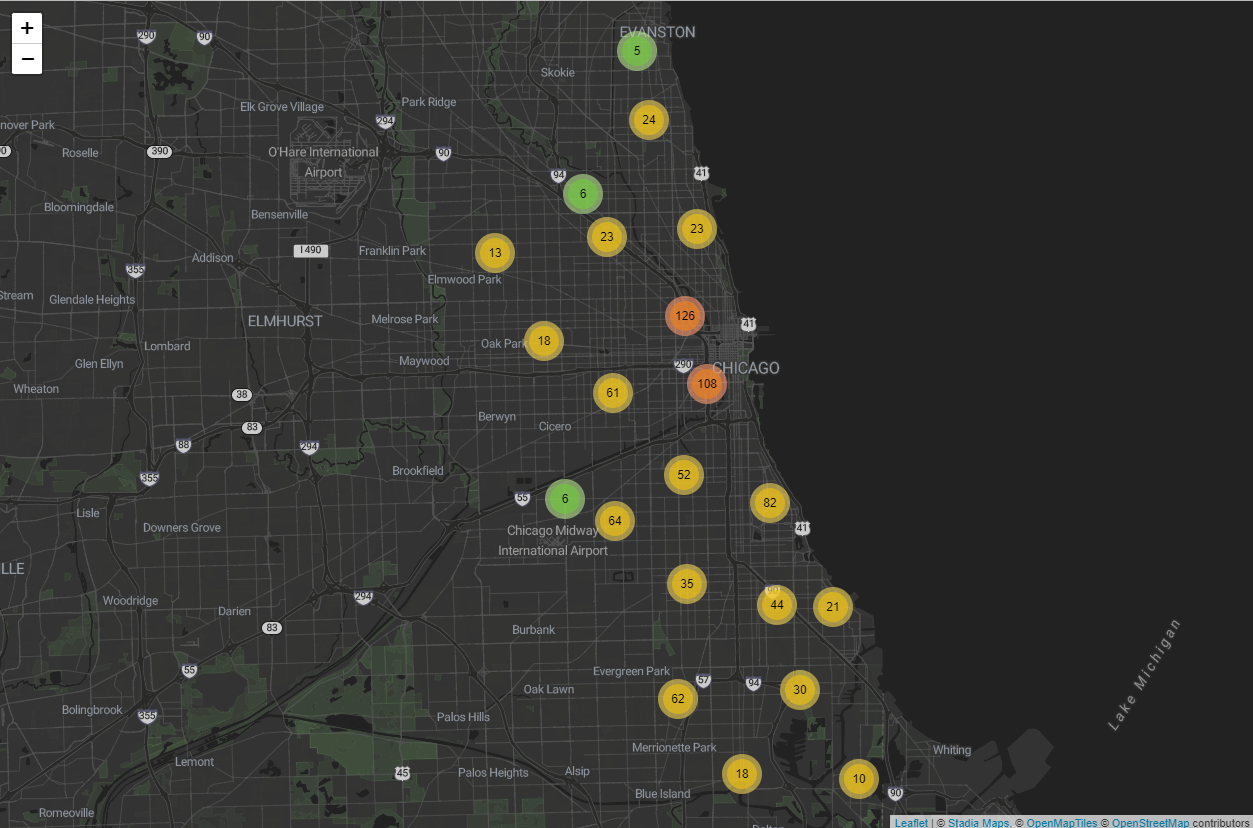 +
−
EVANSTON
290
90
5
Skokie
Elk Grove Village
Park Ridge
24
294
nover Park
Roselle
390
O'Hare International
Airport
90
94
41
6
Bloomingdale
Bensenville
23
23
I 490
Franklin Park
13
Addison
355
Elmwood Park
Stream
Glendale Heights
ELMHURST
Melrose Park
126
41
Lombard
Oak Park
18
Maywood
Glen Ellyn
290
CHICAGO
108
Wheaton
38
61
Berwyn
83
Cicero
88
294
Brookfield
52
355
55
6
82
Lisle
Downers Grove
64
Chicago Midway
International Airport
41
LLE
35
294
Woodridge
44
21
Darien
83
Burbank
55
Evergreen Park
57
94
30
Oak Lawn
62
Bolingbrook
355
Palos Hills
Lake Michigan
Merrionette Park
Whiting
Lemont
45
Palos Heights
Alsip
18
10
Blue Island
90
Romeoville
Leaflet | © Stadia Maps, © OpenMapTiles © OpenStreetMap contributors